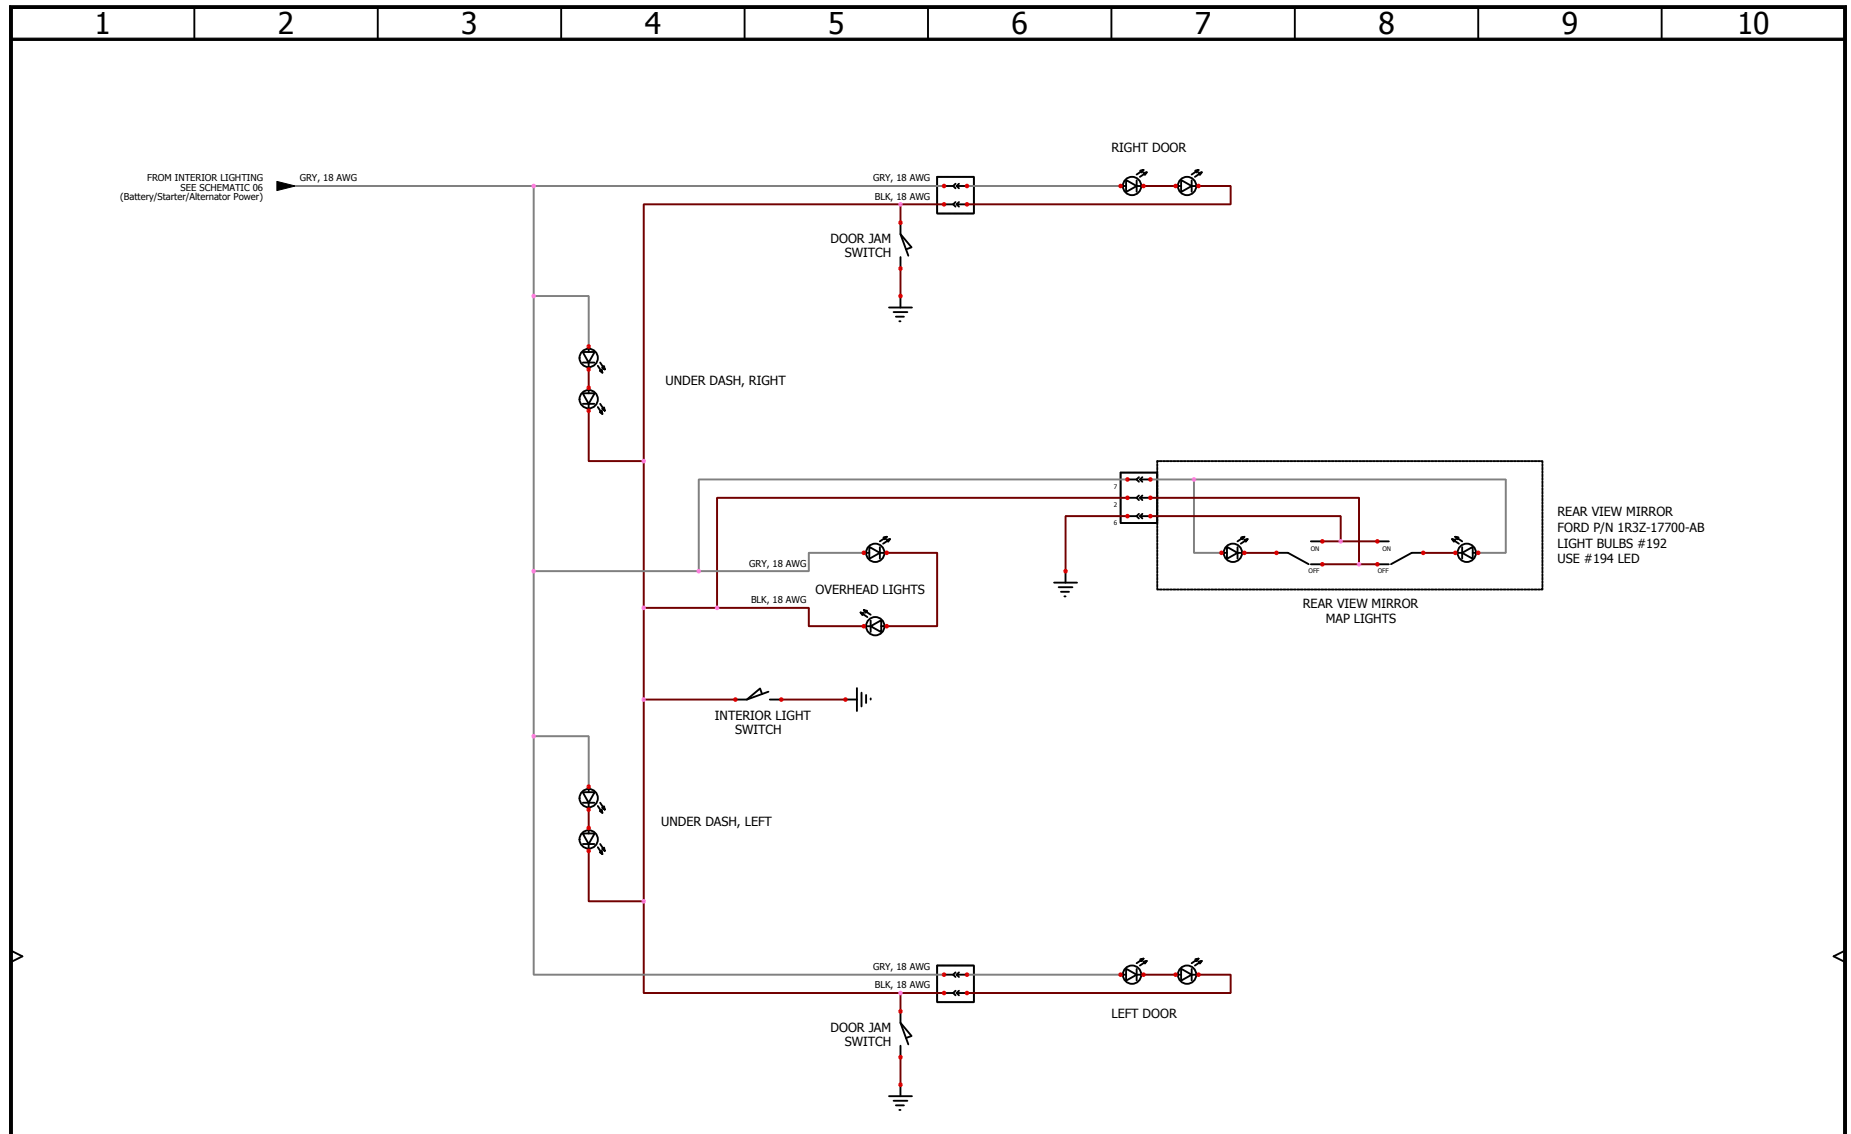 1 2 3 4 5 6 7 8 9 10
RIGHT DOOR
FROM INTERIOR LIGHTING
SEE SCHEMATIC 06
(Battery/Starter/Alternator Power)
GRY, 18 AWG
GRY, 18 AWG
BLK, 18 AWG
DOOR JAM
SWITCH
UNDER DASH, RIGHT
7
2
6
REAR VIEW MIRROR
FORD P/N 1R3Z-17700-AB
LIGHT BULBS #192
USE #194 LED
ON
ON
OFF
OFF
GRY, 18 AWG
OVERHEAD LIGHTS
BLK, 18 AWG
REAR VIEW MIRROR
MAP LIGHTS
INTERIOR LIGHT
SWITCH
UNDER DASH, LEFT
GRY, 18 AWG
BLK, 18 AWG
LEFT DOOR
DOOR JAM
SWITCH